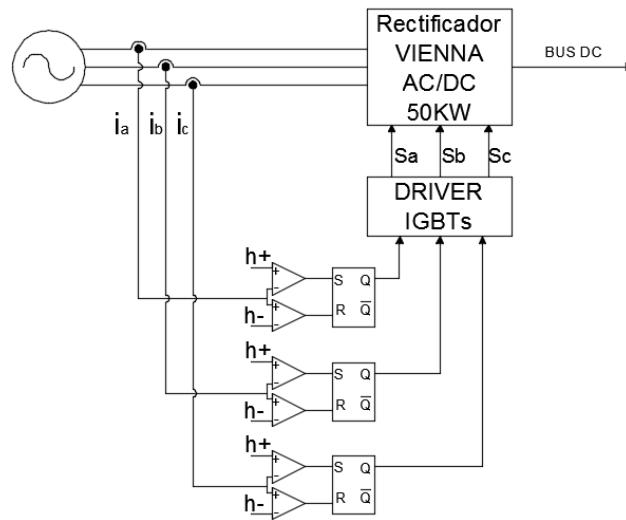 Rectificador
VIENNA
AC/DC
50KW
BUS DC
ia ib ic
Sa Sb Sc
DRIVER
IGBTs
h+
+
-
S Q
+
-
R Q̅
h-
h+
+
-
S Q
+
-
R Q̅
h-
h+
+
-
S Q
+
-
R Q̅
h-